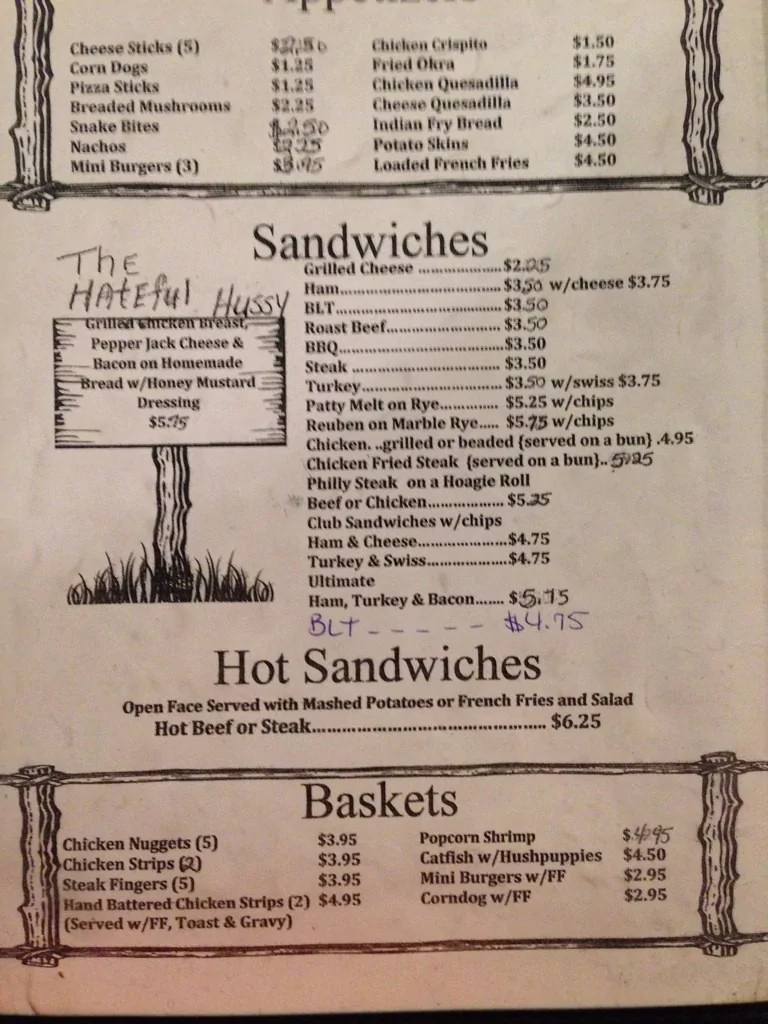 Appetizers
Cheese Sticks (5) $2.50
Corn Dogs $1.25
Pizza Sticks $1.25
Breaded Mushrooms $2.25
Snake Bites $2.50
Nachos $2.25
Mini Burgers (3) $3.95
Chicken Crispito $1.50
Fried Okra $1.75
Chicken Quesadilla $4.95
Cheese Quesadilla $3.50
Indian Fry Bread $2.50
Potato Skins $4.50
Loaded French Fries $4.50
The
HAtEful Hussy
Grilled Chicken Breast,
Pepper Jack Cheese &
Bacon on Homemade
Bread w/Honey Mustard
Dressing
$5.75
Sandwiches
Grilled Cheese ....................$2.25
Ham.......................................$3.50 w/cheese $3.75
BLT........................................$3.50
Roast Beef............................$3.50
BBQ.......................................$3.50
Steak ....................................$3.50
Turkey..................................$3.50 w/swiss $3.75
Patty Melt on Rye.............. $5.25 w/chips
Reuben on Marble Rye..... $5.75 w/chips
Chicken. ..grilled or beaded {served on a bun} .4.95
Chicken Fried Steak {served on a bun}.. 5.25
Philly Steak on a Hoagie Roll
Beef or Chicken................... $5.25
Club Sandwiches w/chips
Ham & Cheese......................$4.75
Turkey & Swiss....................$4.75
Ultimate
Ham, Turkey & Bacon....... $5.75
BLT - - - - - $4.75
Hot Sandwiches
Open Face Served with Mashed Potatoes or French Fries and Salad
Hot Beef or Steak................................................ $6.25
Baskets
Chicken Nuggets (5) $3.95
Chicken Strips (2) $3.95
Steak Fingers (5) $3.95
Hand Battered Chicken Strips (2) $4.95
(Served w/FF, Toast & Gravy)
Popcorn Shrimp $4.95
Catfish w/Hushpuppies $4.50
Mini Burgers w/FF $2.95
Corndog w/FF $2.95